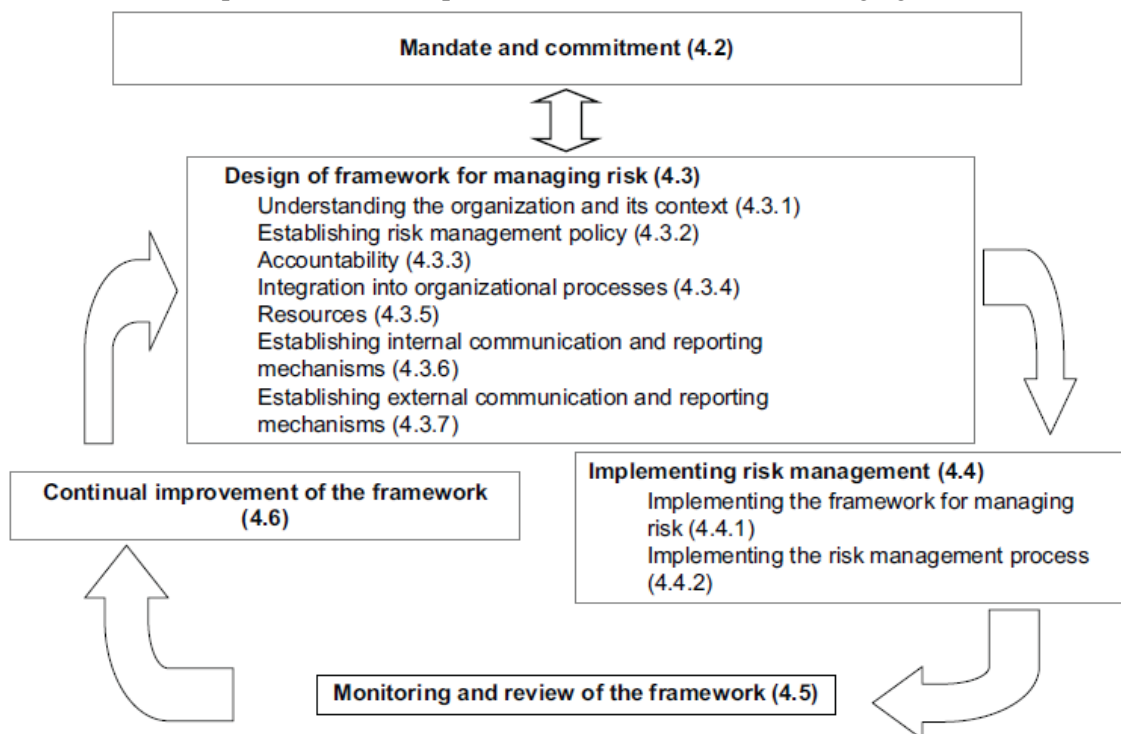 Mandate and commitment (4.2)
Design of framework for managing risk (4.3)
Understanding the organization and its context (4.3.1)
Establishing risk management policy (4.3.2)
Accountability (4.3.3)
Integration into organizational processes (4.3.4)
Resources (4.3.5)
Establishing internal communication and reporting
mechanisms (4.3.6)
Establishing external communication and reporting
mechanisms (4.3.7)
Continual improvement of the framework
(4.6)
Implementing risk management (4.4)
Implementing the framework for managing
risk (4.4.1)
Implementing the risk management process
(4.4.2)
Monitoring and review of the framework (4.5)